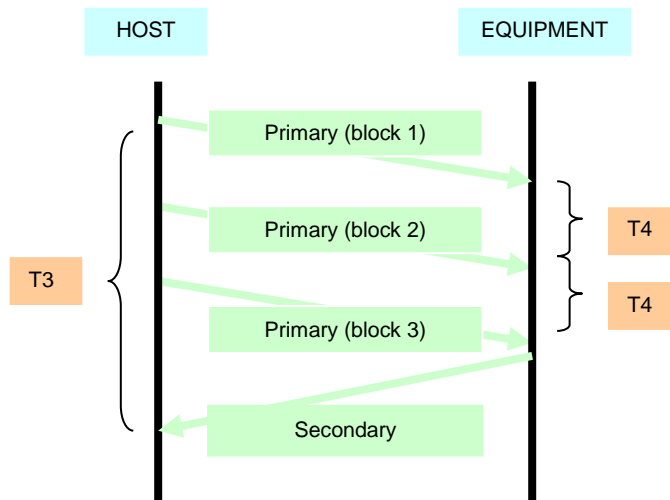 HOST
EQUIPMENT
Primary (block 1)
Primary (block 2)
T4
T3
T4
Primary (block 3)
Secondary